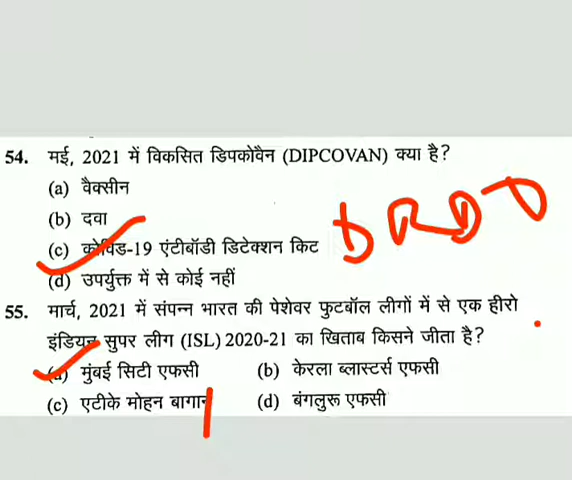 54. मई, 2021 में विकसित डिपकोवैन (DIPCOVAN) क्या है?
(a) वैक्सीन
(b) दवा
(c) कोविड-19 एंटीबॉडी डिटेक्शन किट
DRDO
(d) उपर्युक्त में से कोई नहीं
55. मार्च, 2021 में संपन्न भारत की पेशेवर फुटबॉल लीगों में से एक हीरो
इंडियन सुपर लीग (ISL) 2020-21 का खिताब किसने जीता है?
(a) मुंबई सिटी एफसी (b) केरला ब्लास्टर्स एफसी
(c) एटीके मोहन बागान (d) बंगलुरू एफसी